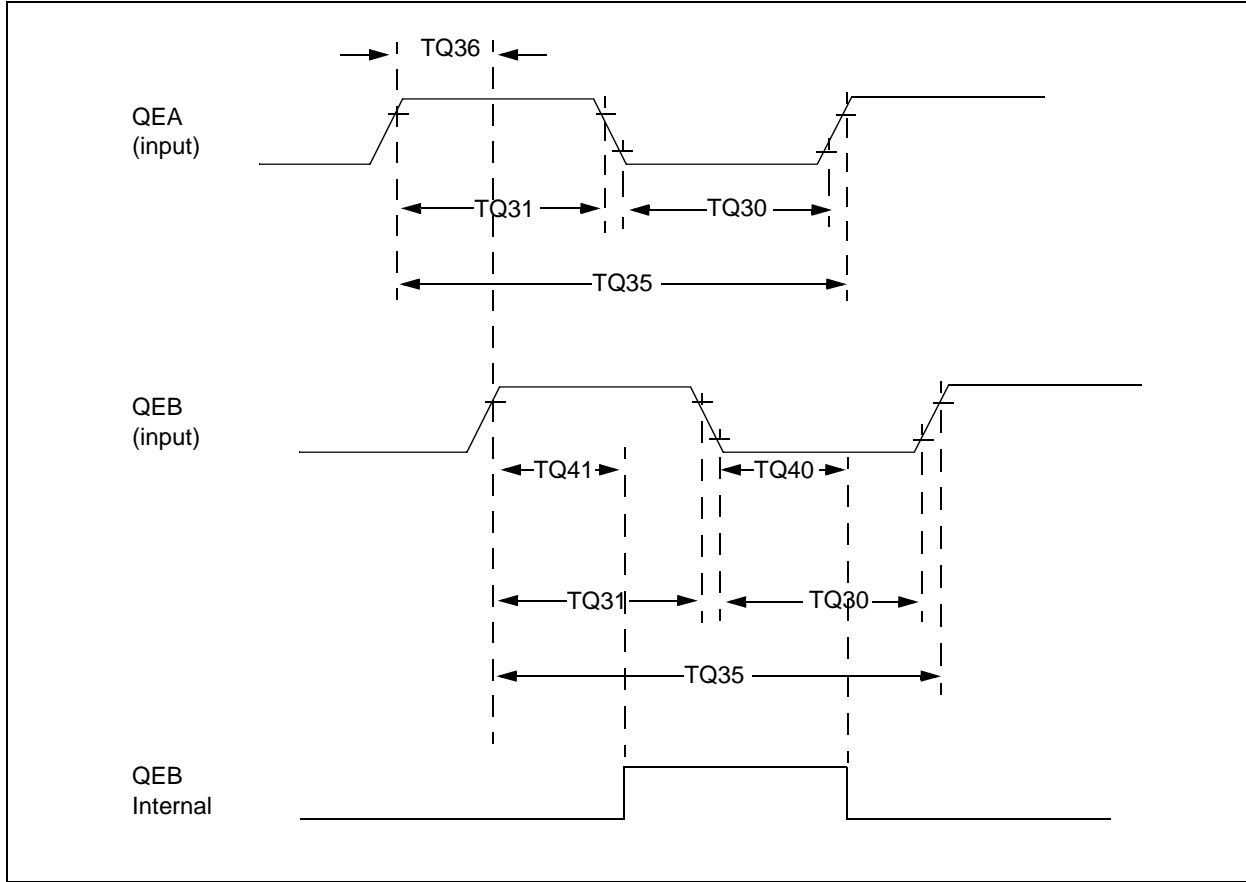 TQ36
QEA
(input)
TQ31
TQ30
TQ35
QEB
(input)
TQ41
TQ40
TQ31
TQ30
TQ35
QEB
Internal